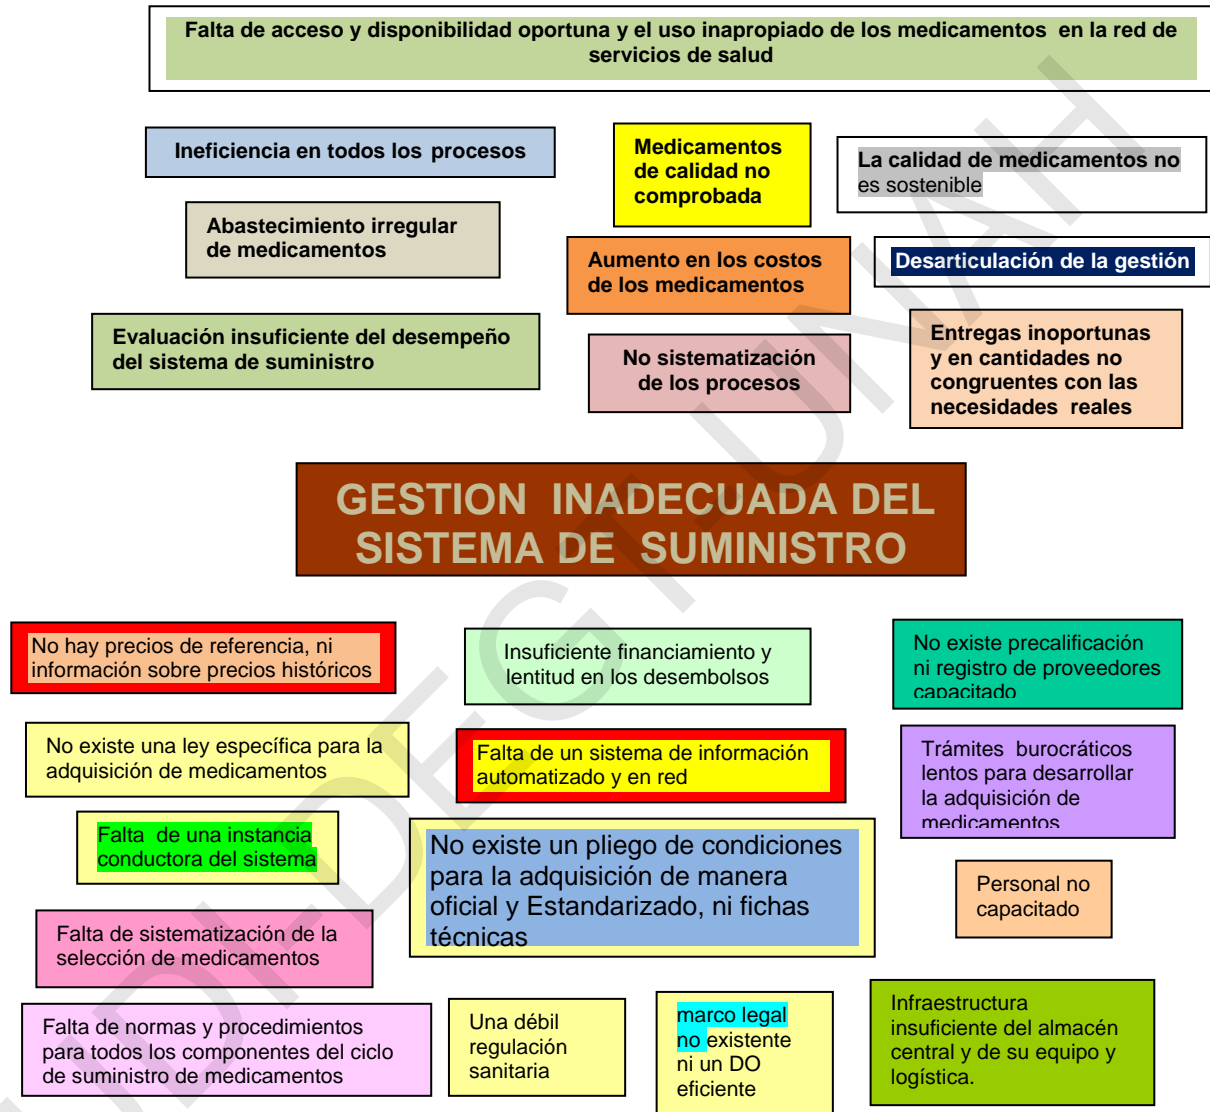 Falta de acceso y disponibilidad oportuna y el uso inapropiado de los medicamentos en la red de
servicios de salud
Ineficiencia en todos los procesos
Medicamentos
de calidad no
comprobada
La calidad de medicamentos no
es sostenible
Abastecimiento irregular
de medicamentos
Aumento en los costos
de los medicamentos
Desarticulación de la gestión
Evaluación insuficiente del desempeño
del sistema de suministro
No sistematización
de los procesos
Entregas inoportunas
y en cantidades no
congruentes con las
necesidades reales
GESTION INADECUADA DEL
SISTEMA DE SUMINISTRO
No hay precios de referencia, ni
información sobre precios históricos
Insuficiente financiamiento y
lentitud en los desembolsos
No existe precalificación
ni registro de proveedores
capacitado
No existe una ley específica para la
adquisición de medicamentos
Falta de un sistema de información
automatizado y en red
Trámites burocráticos
lentos para desarrollar
la adquisición de
medicamentos
Falta de una instancia
conductora del sistema
No existe un pliego de condiciones
para la adquisición de manera
oficial y Estandarizado, ni fichas
técnicas
Personal no
capacitado
Falta de sistematización de la
selección de medicamentos
Falta de normas y procedimientos
para todos los componentes del ciclo
de suministro de medicamentos
Una débil
regulación
sanitaria
marco legal
no existente
ni un DO
eficiente
Infraestructura
insuficiente del almacén
central y de su equipo y
logística.
UDI-DEGT-UNAH